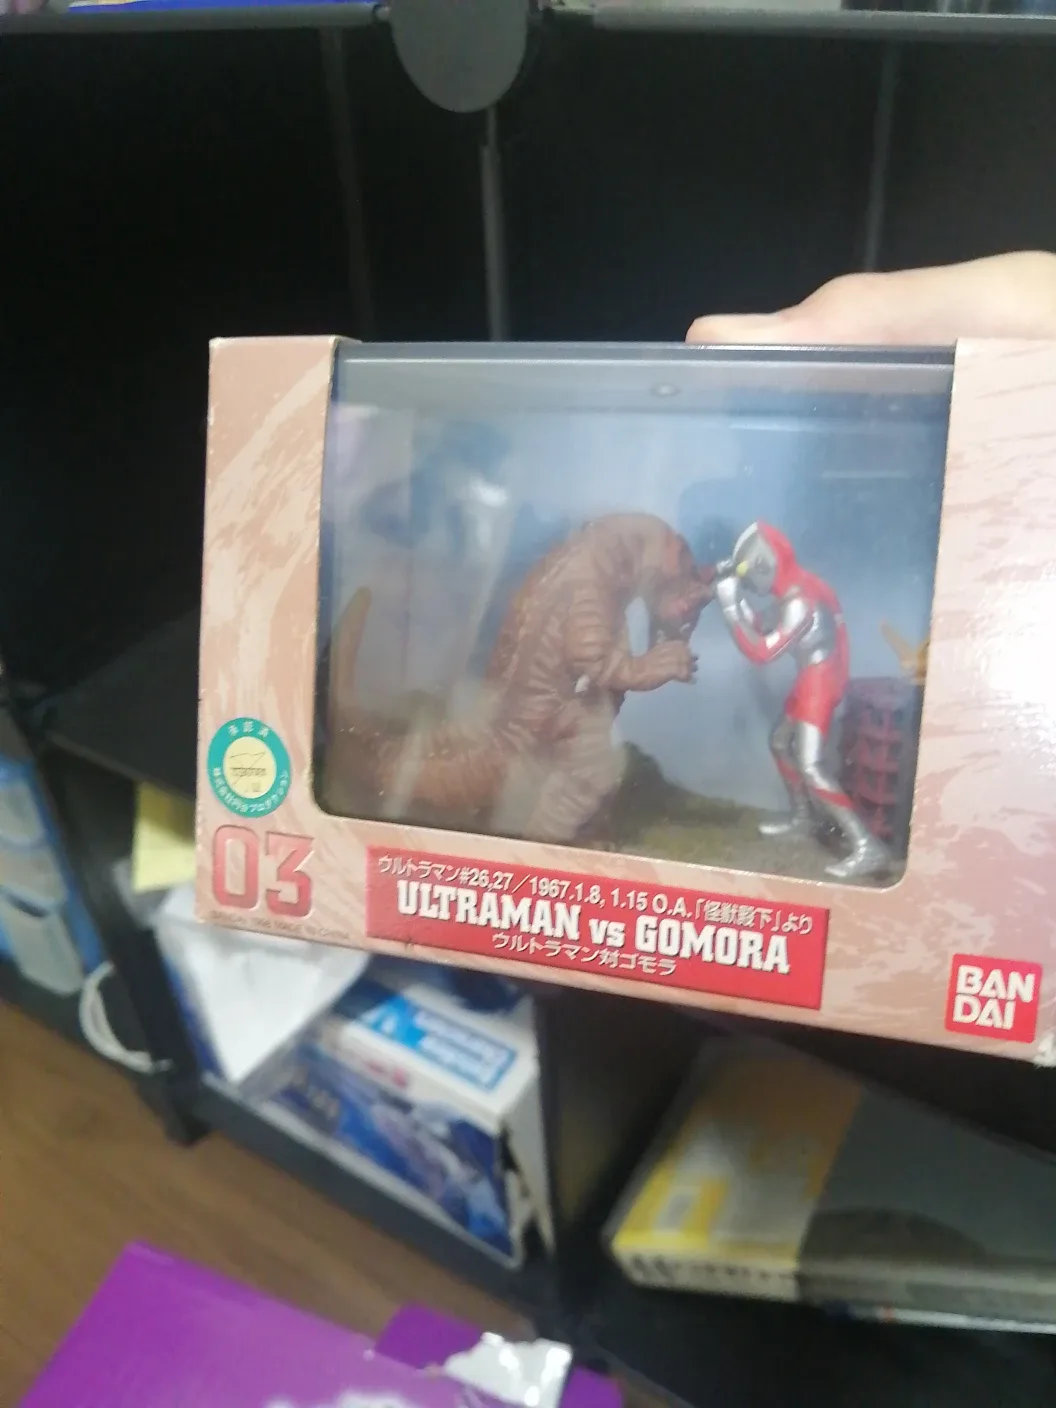 03
ウルトラマン#26,27/1967.1.8, 1.15 O.A.「怪獣殿下」より
ULTRAMAN vs GOMORA
ウルトラマン対ゴモラ
BAN
DAI